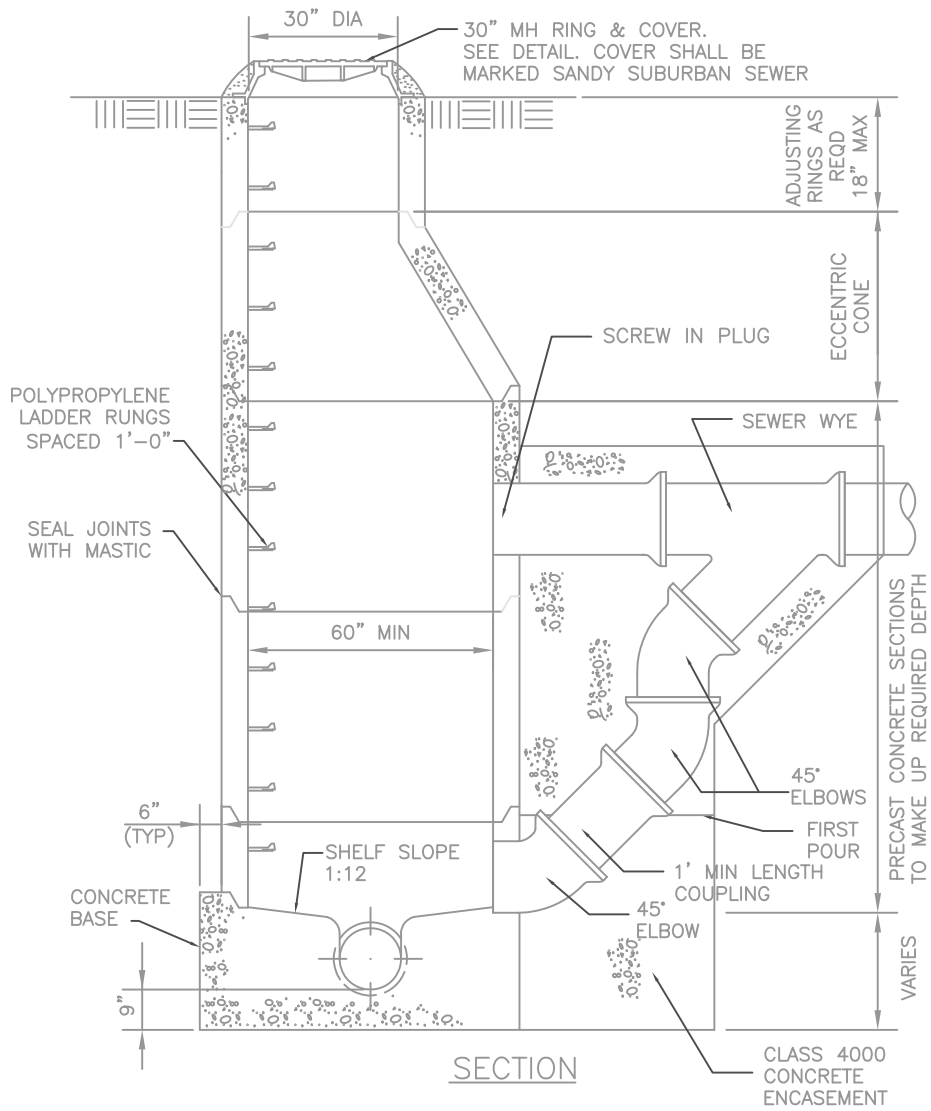 30" DIA
30" MH RING & COVER.
SEE DETAIL. COVER SHALL BE
MARKED SANDY SUBURBAN SEWER
ADJUSTING
RINGS AS
REQD
18" MAX
ECCENTRIC
CONE
SCREW IN PLUG
POLYPROPYLENE
LADDER RUNGS
SPACED 1'-0"
SEWER WYE
SEAL JOINTS
WITH MASTIC
60" MIN
PRECAST CONCRETE SECTIONS
TO MAKE UP REQUIRED DEPTH
45°
ELBOWS
6"
(TYP)
FIRST
POUR
SHELF SLOPE
1:12
1' MIN LENGTH
COUPLING
CONCRETE
BASE
45°
ELBOW
VARIES
9"
SECTION
CLASS 4000
CONCRETE
ENCASEMENT